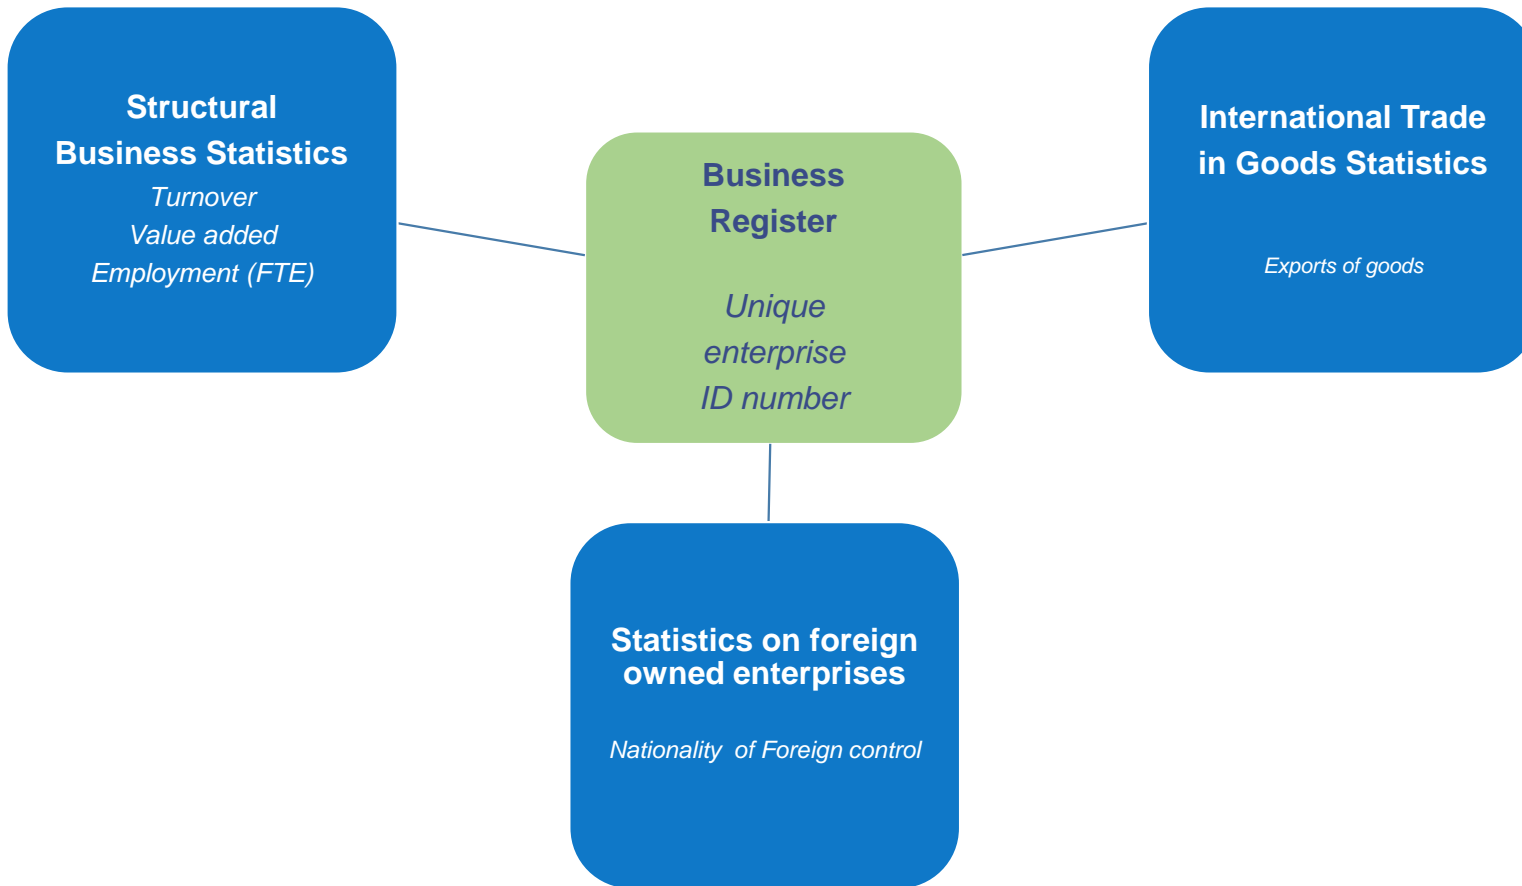 Structural
Business Statistics
Turnover
Value added
Employment (FTE)
Business
Register
Unique
enterprise
ID number
International Trade
in Goods Statistics
Exports of goods
Statistics on foreign
owned enterprises
Nationality  of Foreign control